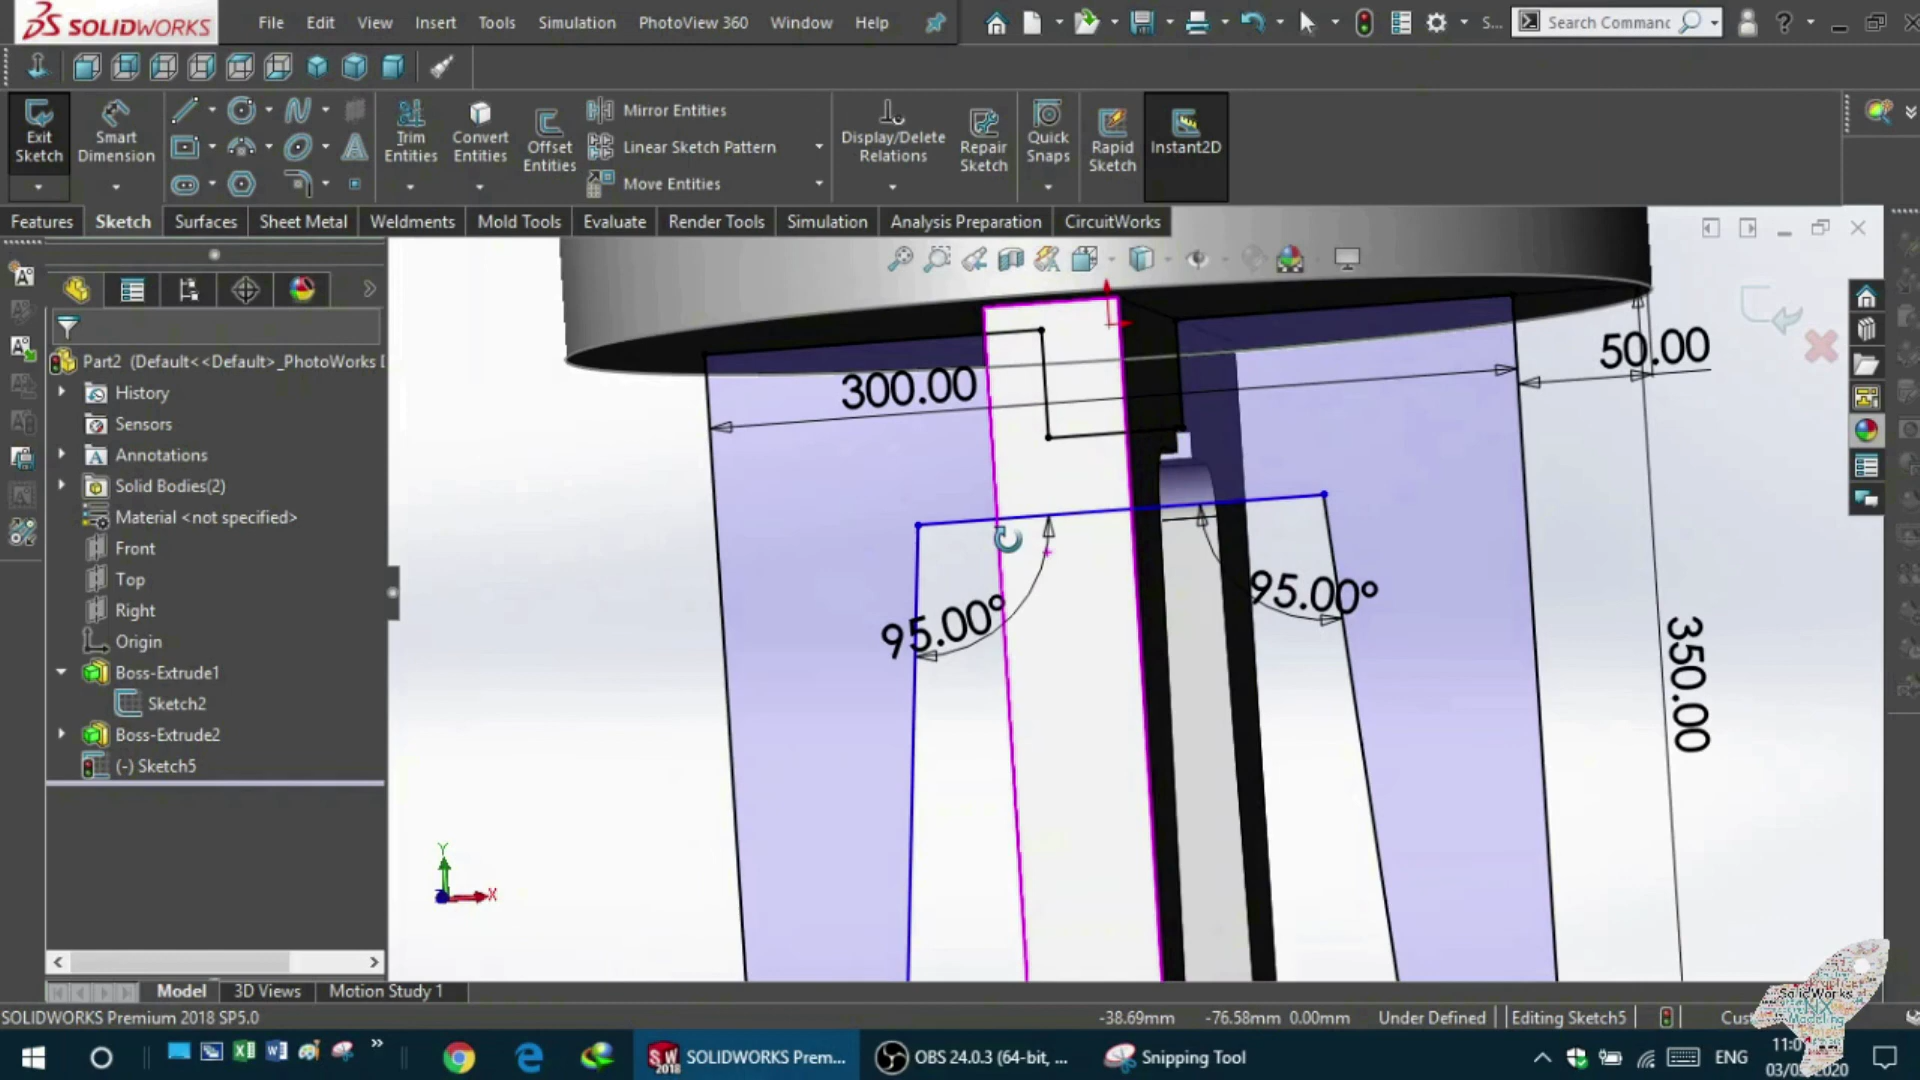 SOLIDWORKS
File Edit View Insert Tools Simulation PhotoView 360 Window Help
S...
Search Commanc
Exit Sketch
Smart Dimension
Trim Entities
Convert Entities
Offset Entities
Mirror Entities
Linear Sketch Pattern
Move Entities
Display/Delete Relations
Repair Sketch
Quick Snaps
Rapid Sketch
Instant2D
Features Sketch Surfaces Sheet Metal Weldments Mold Tools Evaluate Render Tools Simulation Analysis Preparation CircuitWorks
Part2 (Default<<Default>_PhotoWorks
History
Sensors
Annotations
Solid Bodies(2)
Material <not specified>
Front
Top
Right
Origin
Boss-Extrude1
Sketch2
Boss-Extrude2
(-) Sketch5
300.00
50.00
95.00°
95.00°
350.00
Y
X
Model 3D Views Motion Study 1
SOLIDWORKS Premium 2018 SP5.0
-38.69mm -76.58mm 0.00mm Under Defined Editing Sketch5
SolidWorks
NX
Modeling
SOLIDWORKS Prem...
OBS 24.0.3 (64-bit, ...
Snipping Tool
ENG